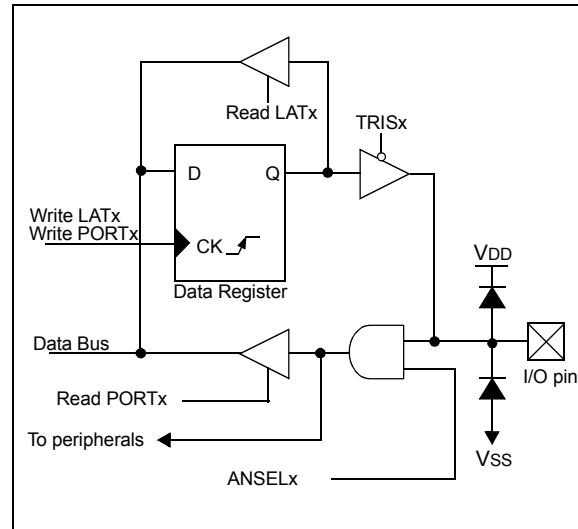 Read LATx
TRISx
D
Q
Write LATx
Write PORTx
CK
VDD
Data Register
Data Bus
I/O pin
Read PORTx
To peripherals
VSS
ANSELx